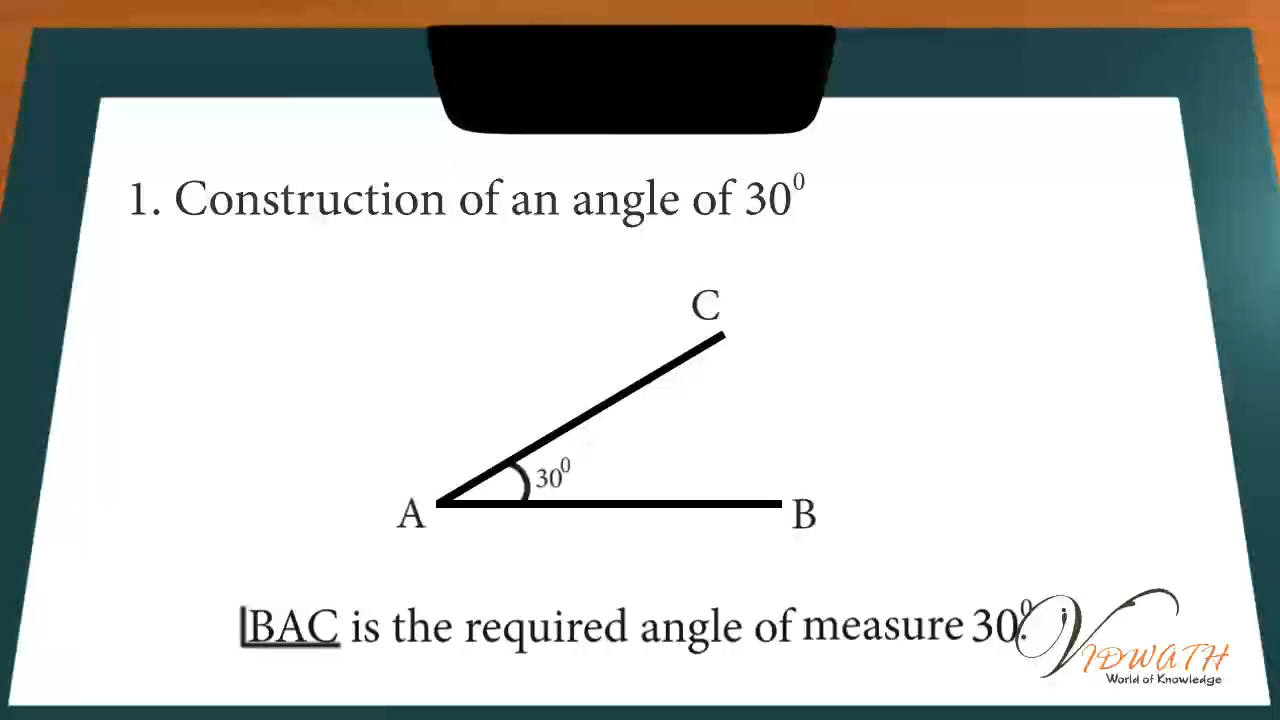 1. Construction of an angle of 30⁰
C
30⁰
A
B
BAC is the required angle of measure 30⁰.
VIDWATH
World of Knowledge